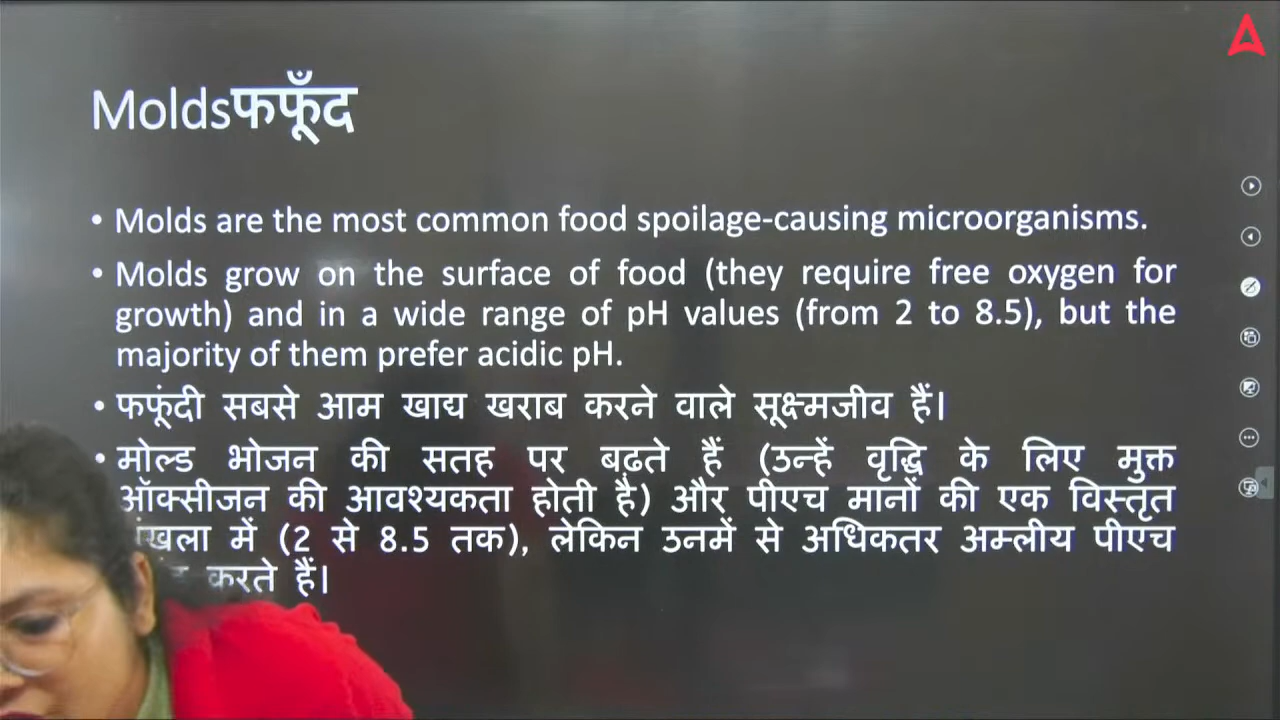 Moldsफफूँद
• Molds are the most common food spoilage-causing microorganisms.
• Molds grow on the surface of food (they require free oxygen for
growth) and in a wide range of pH values (from 2 to 8.5), but the
majority of them prefer acidic pH.
• फफूंदी सबसे आम खाद्य खराब करने वाले सूक्ष्मजीव हैं।
• मोल्ड भोजन की सतह पर बढ़ते हैं (उन्हें वृद्धि के लिए मुक्त
ऑक्सीजन की आवश्यकता होती है) और पीएच मानों की एक विस्तृत
में (2 से 8.5 तक), लेकिन उनमें से अधिकतर अम्लीय पीएच
करते हैं।